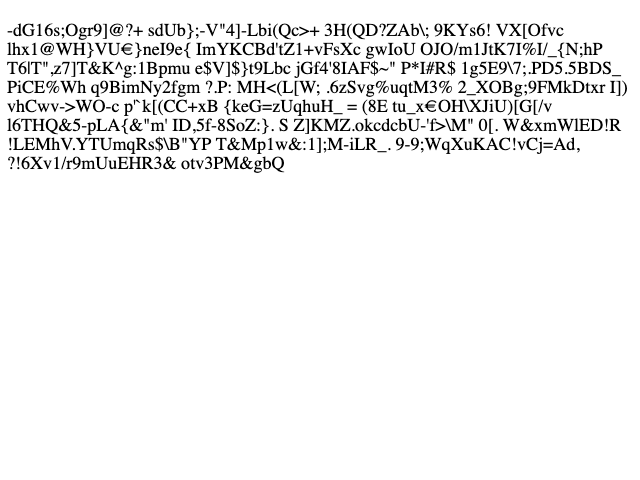 -dG16s;Ogr9]@?+ sdUb};-V"4]-Lbi(Qc>+ 3H(QD?ZAb\; 9KYs6! VX[Ofvc
lhx1@WH}VU€}neI9e{ ImYKCBd'tZ1+vFsXc gwIoU OJO/m1JtK7I%I/_{N;hP
T6l'T",z7]T&K^g:1Bpmu e$V]$}t9Lbc jGf4'8IAF$~" P*I#R$ 1g5E9\7;.PD5.5BDS_
PiCE%Wh q9BimNy2fgm ?.P: MH<(L[W; .6zSvg%uqtM3% 2_XOBg;9FMkDtxr I])
vhCwv->WO-c p'`k[(CC+xB {keG=zUqhuH_ = (8E tu_x€OH\XJiU)[G[/v
l6THQ&5-pLA{&"m' ID,5f-8SoZ:}. S Z]KMZ.okcdcbU-'f>\M" 0[. W&xmWlED!R
!LEMhV.YTUmqRs$\B"YP T&Mp1w&:1];M-iLR_. 9-9;WqXuKAC!vCj=Ad,
?!6Xv1/r9mUuEHR3& otv3PM&gbQ